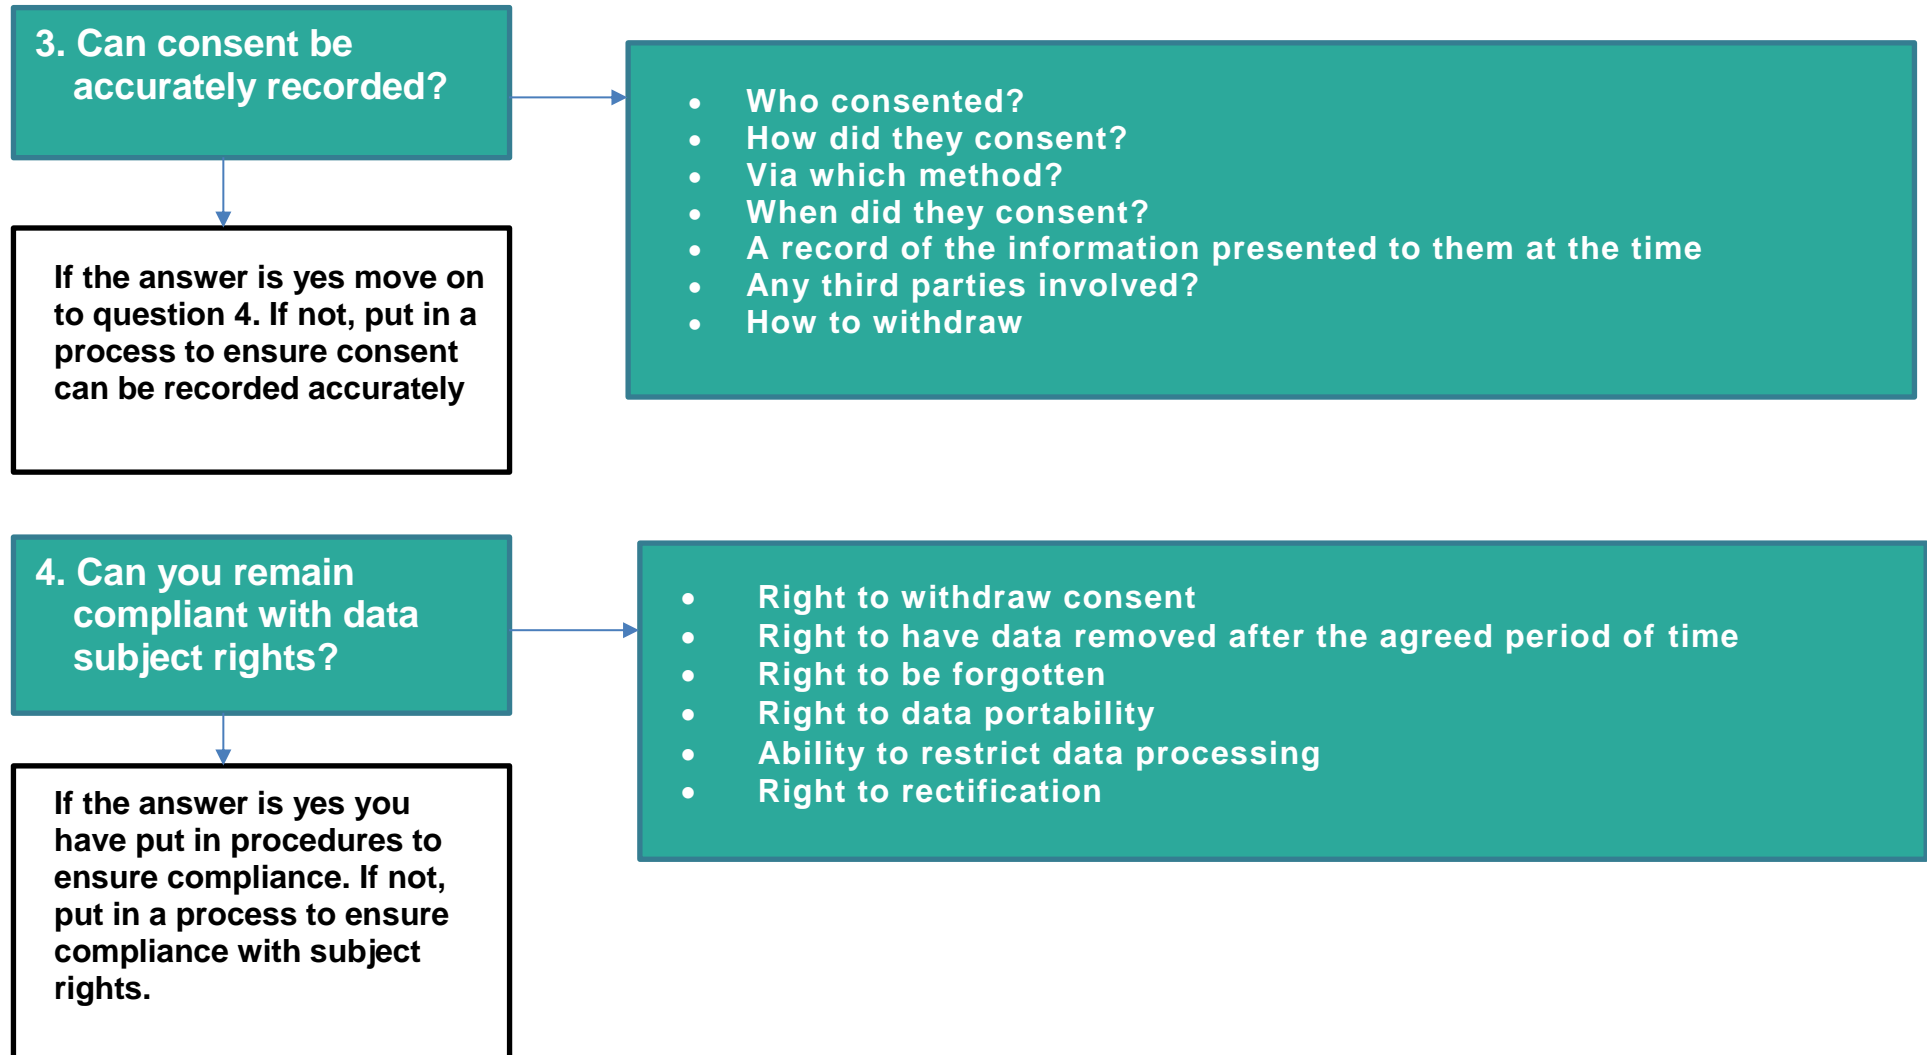 3. Can consent be
accurately recorded?
• Who consented?
• How did they consent?
• Via which method?
• When did they consent?
• A record of the information presented to them at the time
• Any third parties involved?
• How to withdraw
If the answer is yes move on
to question 4. If not, put in a
process to ensure consent
can be recorded accurately
4. Can you remain
compliant with data
subject rights?
• Right to withdraw consent
• Right to have data removed after the agreed period of time
• Right to be forgotten
• Right to data portability
• Ability to restrict data processing
• Right to rectification
If the answer is yes you
have put in procedures to
ensure compliance. If not,
put in a process to ensure
compliance with subject
rights.